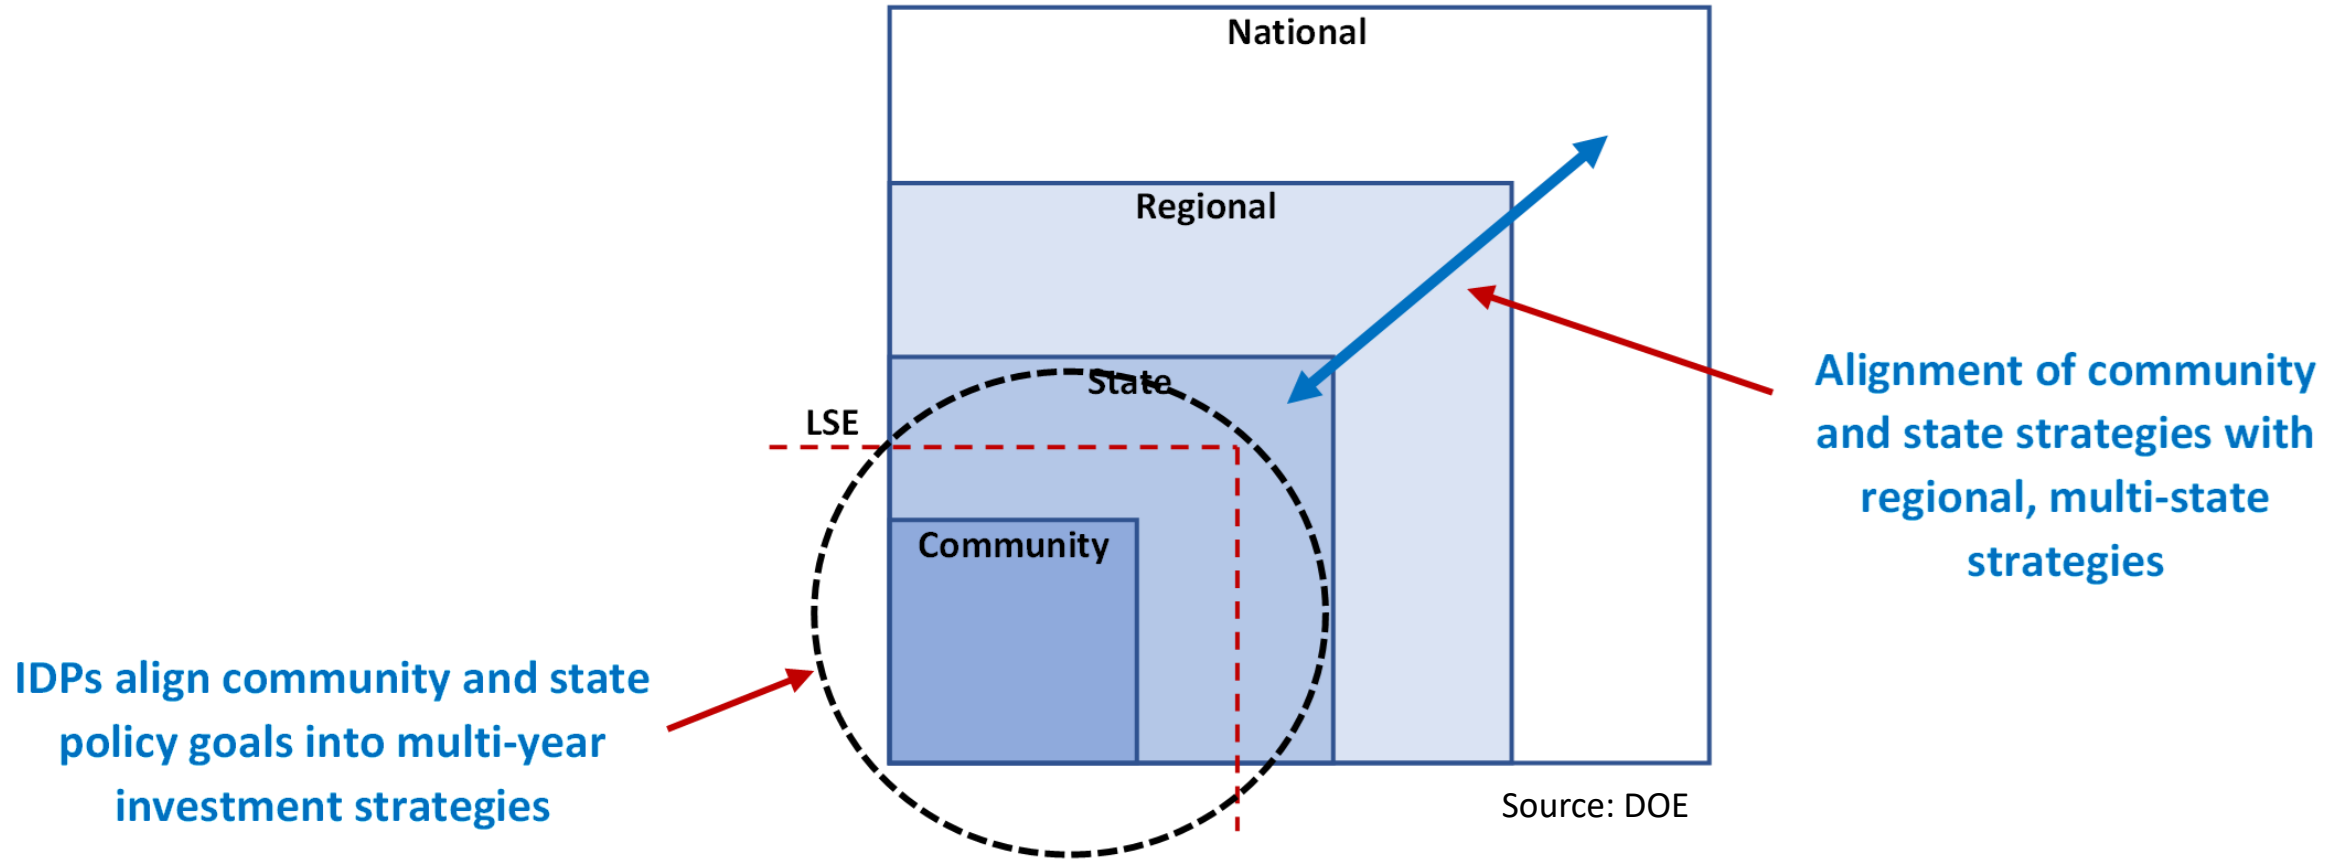 National
Regional
State
LSE
Community
Alignment of community
and state strategies with
regional, multi-state
strategies
IDPs align community and state
policy goals into multi-year
investment strategies
Source: DOE